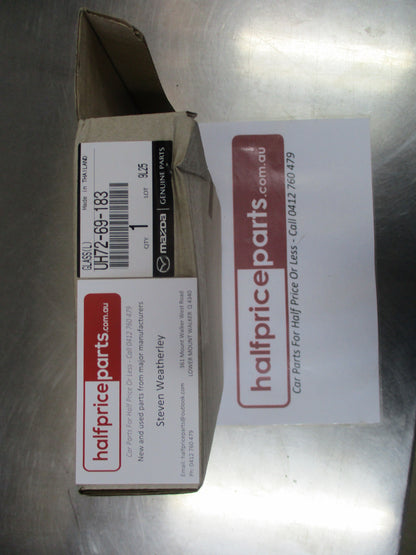 Made in THAILAND
GLASS(L)
UH72-69-183
QTY 1
LOT 9L25
mazda GENUINE PARTS
halfpriceparts.com.au
Car Parts For Half Price Or Less - Call 0412 760 479
New and used parts from major manufacturers
Steven Weatherley
361 Mount Walker West Road
LOWER MOUNT WALKER Q 4340
Email: halfpriceparts@outlook.com
Ph: 0412 760 479
halfpriceparts.com.au
Car Parts For Half Price Or Less - Call 0412 760 479